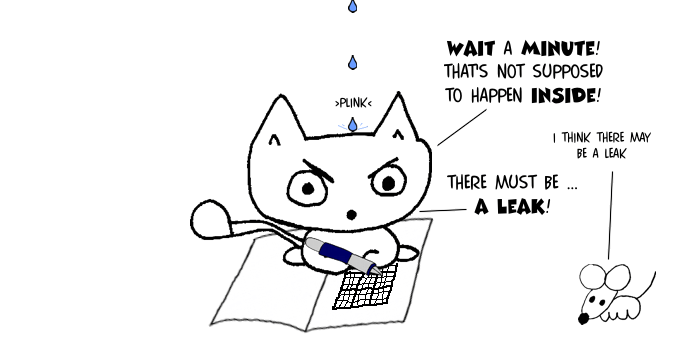 >PLINK<
WAIT A MINUTE!
THAT'S NOT SUPPOSED
TO HAPPEN INSIDE!
I THINK THERE MAY
BE A LEAK
THERE MUST BE ...
A LEAK!